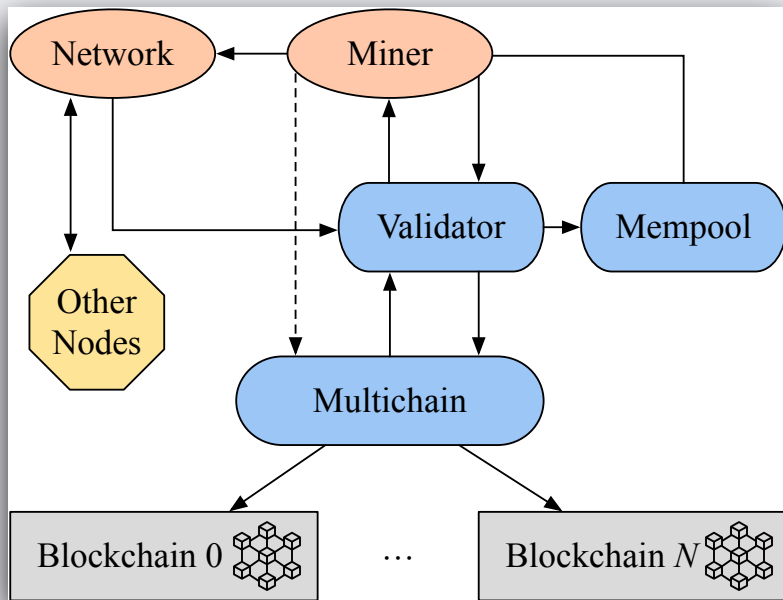 Network
Miner
Validator
Mempool
Other
Nodes
Multichain
Blockchain 0
...
Blockchain N